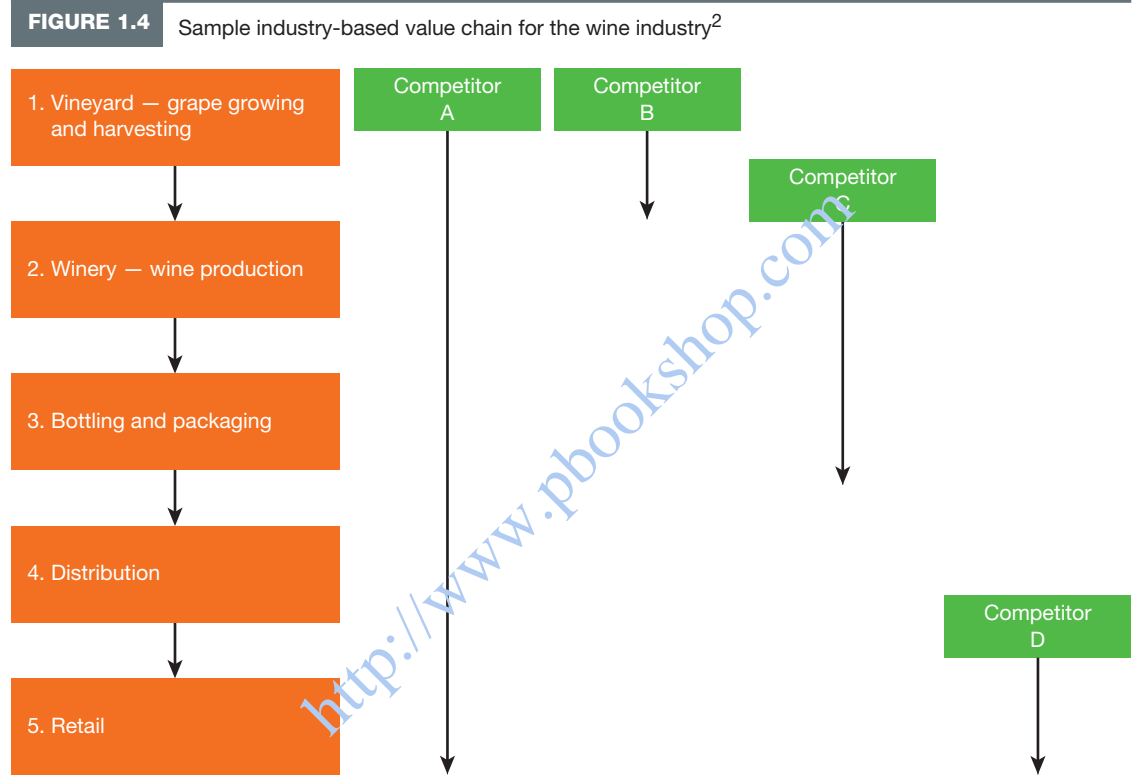 FIGURE 1.4
Sample industry-based value chain for the wine industry2
1. Vineyard — grape growing
and harvesting
Competitor
A
Competitor
B
Competitor
C
2. Winery — wine production
3. Bottling and packaging
4. Distribution
Competitor
D
5. Retail
http://www.pbookshop.com